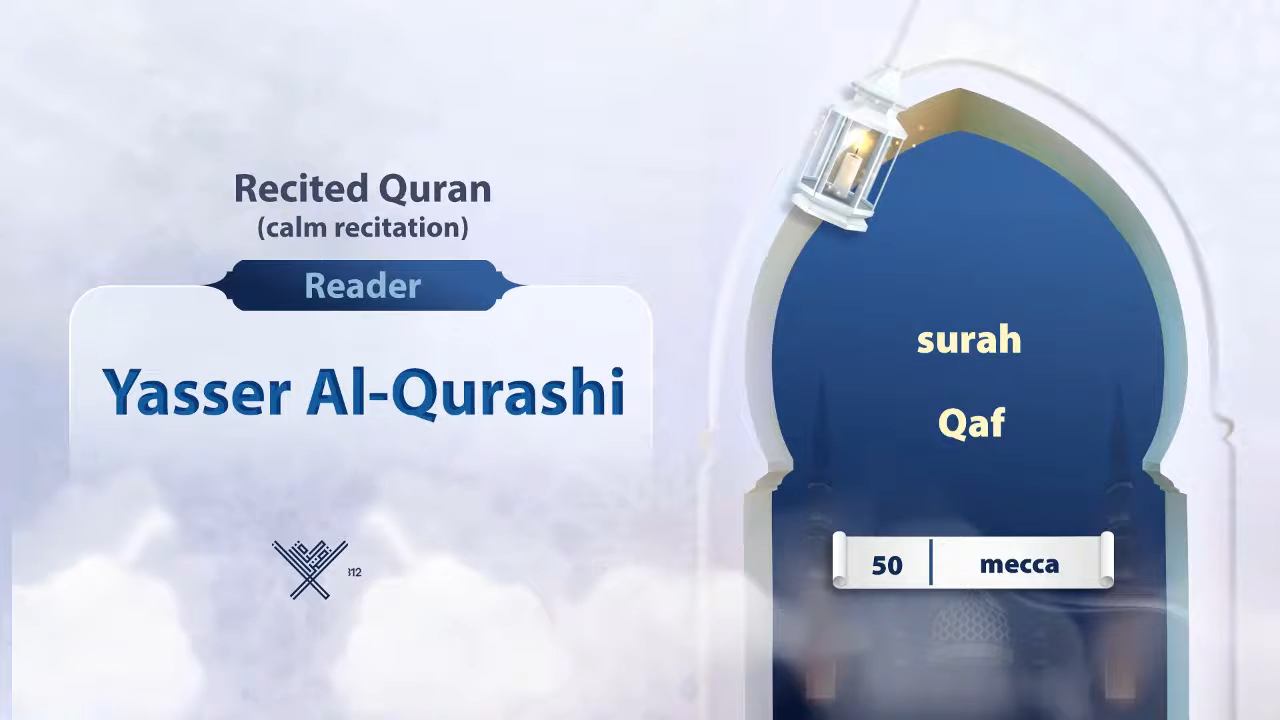 Recited Quran
(calm recitation)
Reader
Yasser Al-Qurashi
surah
Qaf
50
mecca